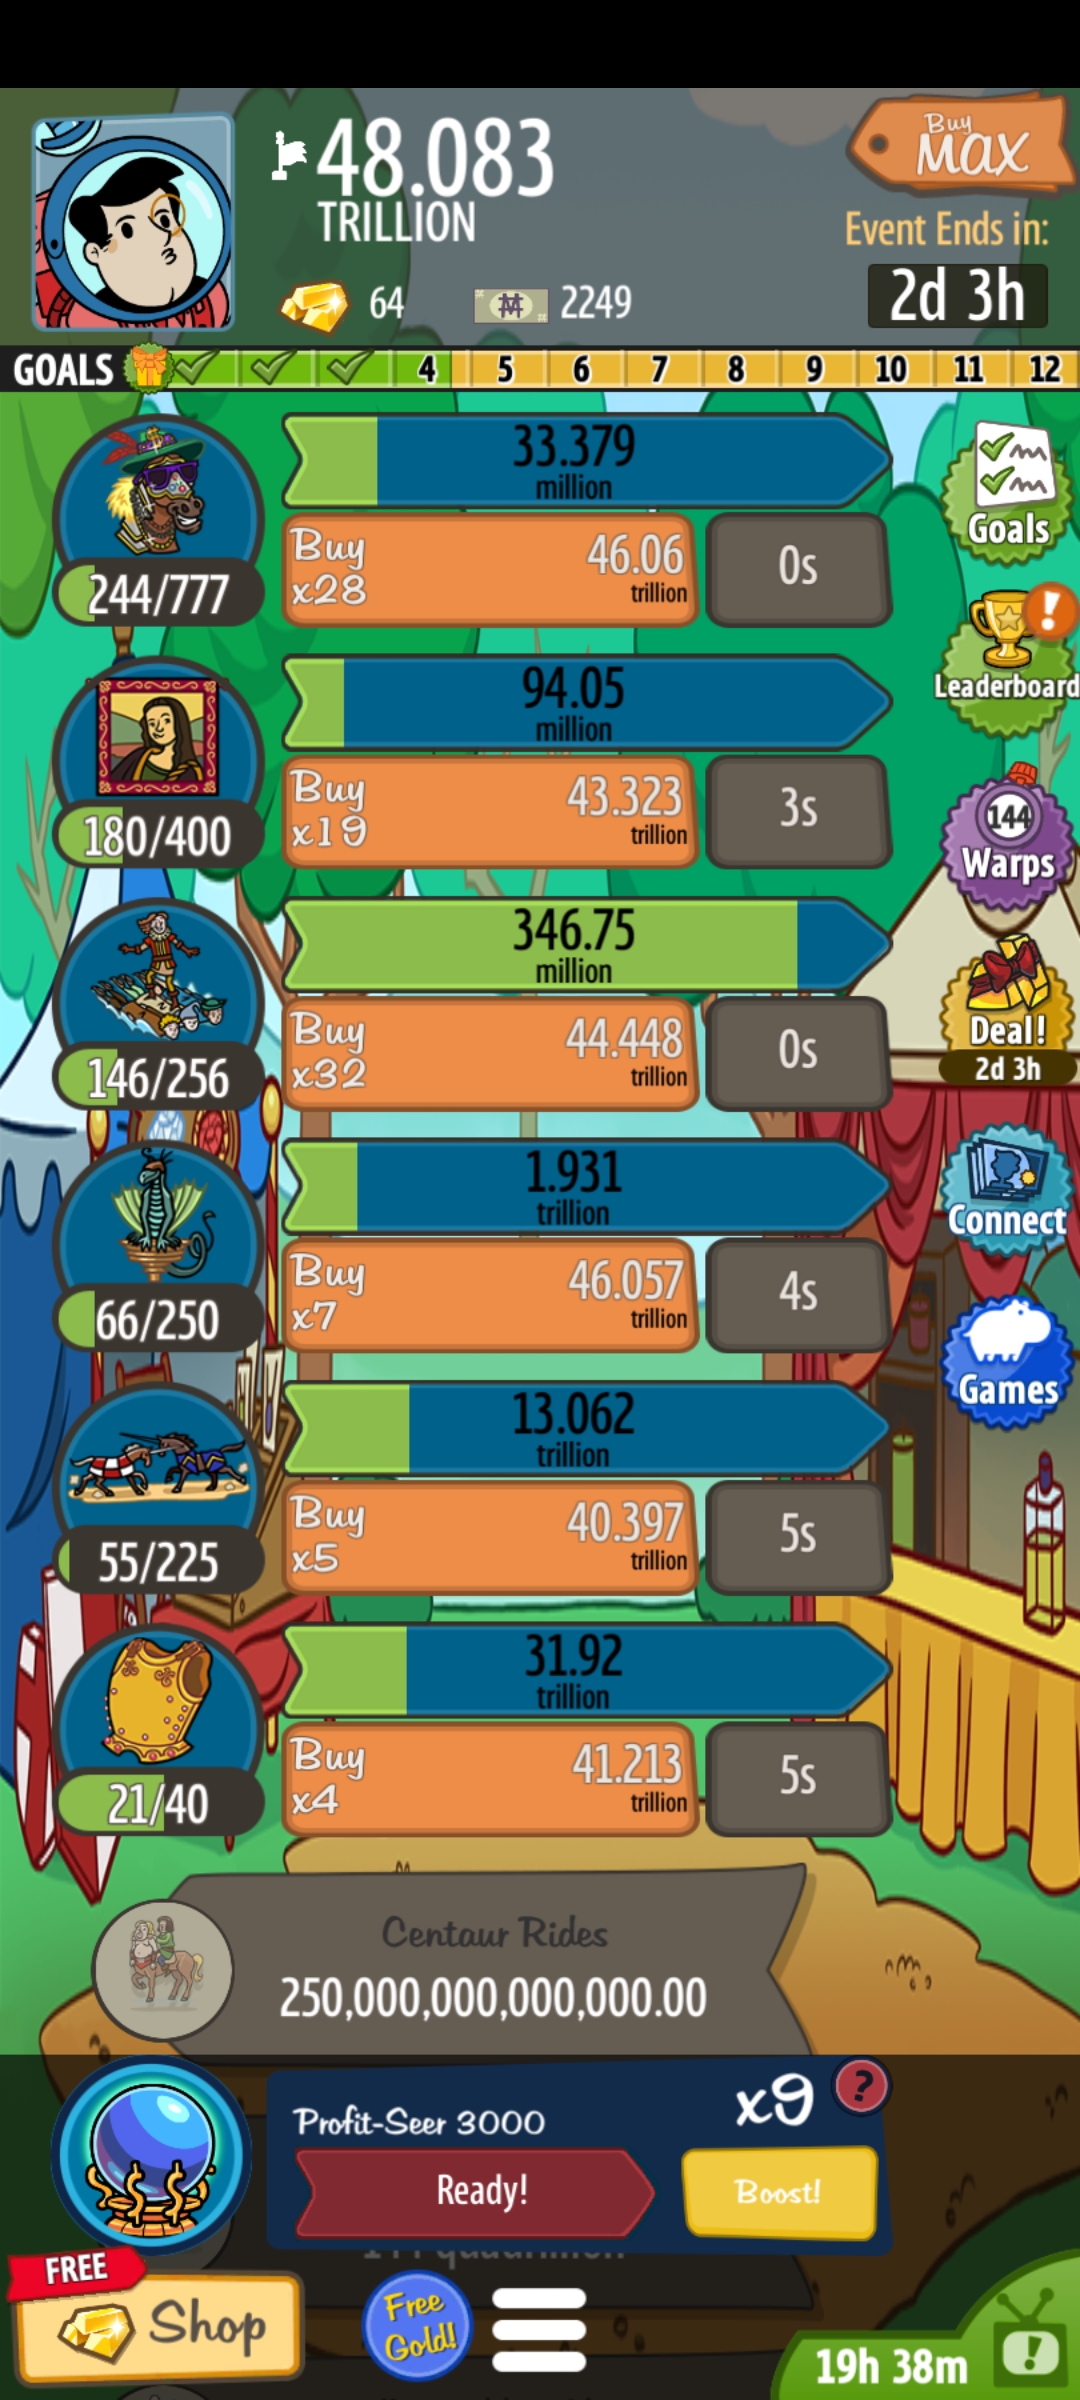 48.083
TRILLION
64
2249
Buy
MAX
Event Ends in:
2d 3h
GOALS
4
5
6
7
8
9
10
11
12
33.379
million
244/777
Buy
x28
46.06
trillion
0s
94.05
million
180/400
Buy
x19
43.323
trillion
3s
346.75
million
146/256
Buy
x32
44.448
trillion
0s
1.931
trillion
66/250
Buy
x7
46.057
trillion
4s
13.062
trillion
55/225
Buy
x5
40.397
trillion
5s
31.92
trillion
21/40
Buy
x4
41.213
trillion
5s
Goals
!
Leaderboard
144
Warps
Deal!
2d 3h
Connect
Games
Centaur Rides
250,000,000,000,000.00
Profit-Seer 3000
x9
?
Ready!
Boost!
FREE
Shop
Free
Gold!
19h 38m
!